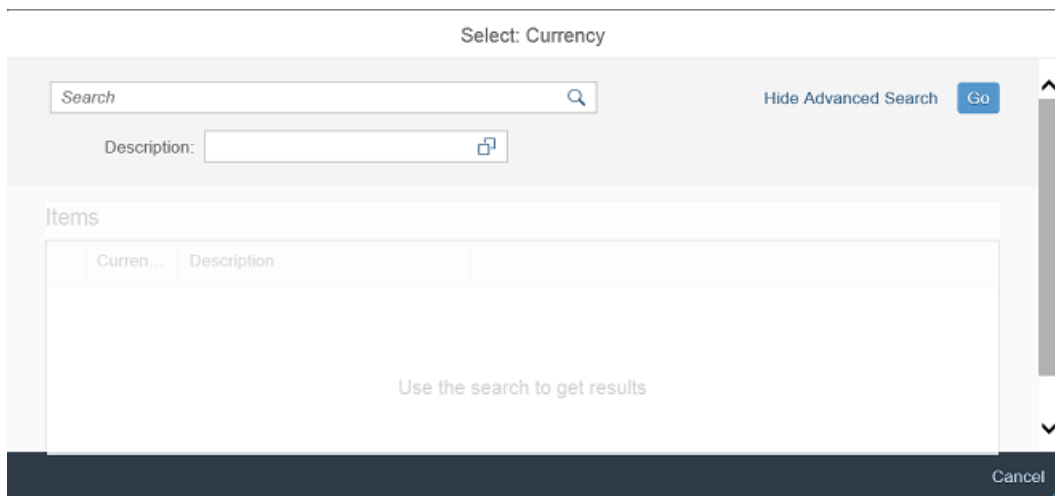 Select: Currency
Search
Hide Advanced Search Go
Description:
Items
Curren... Description
Use the search to get results
Cancel